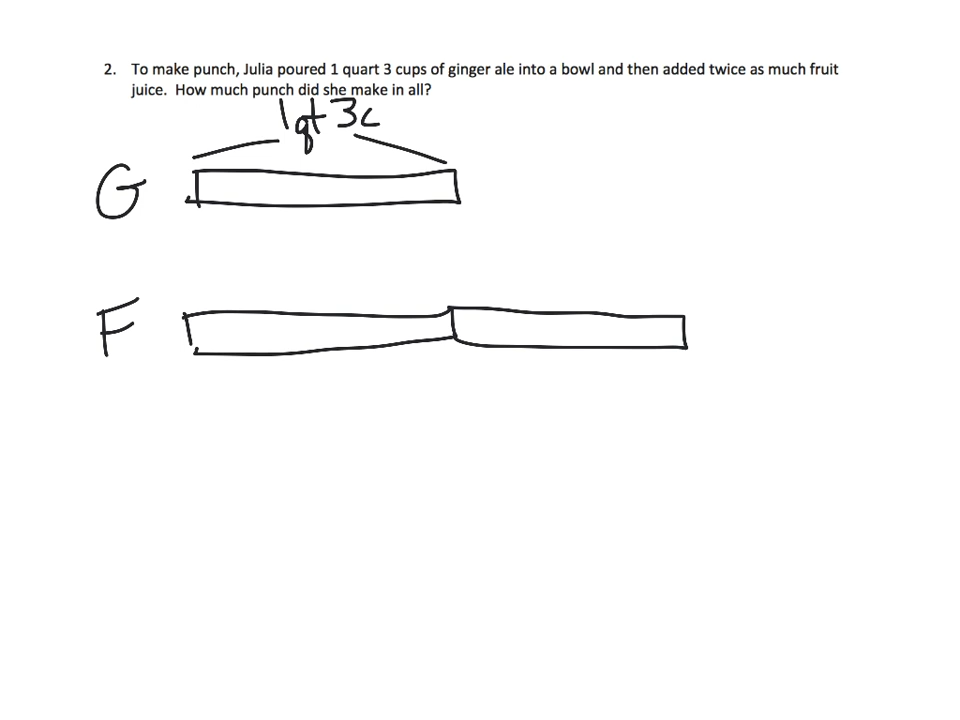 2. To make punch, Julia poured 1 quart 3 cups of ginger ale into a bowl and then added twice as much fruit
juice. How much punch did she make in all?
1qt 3c
G
F